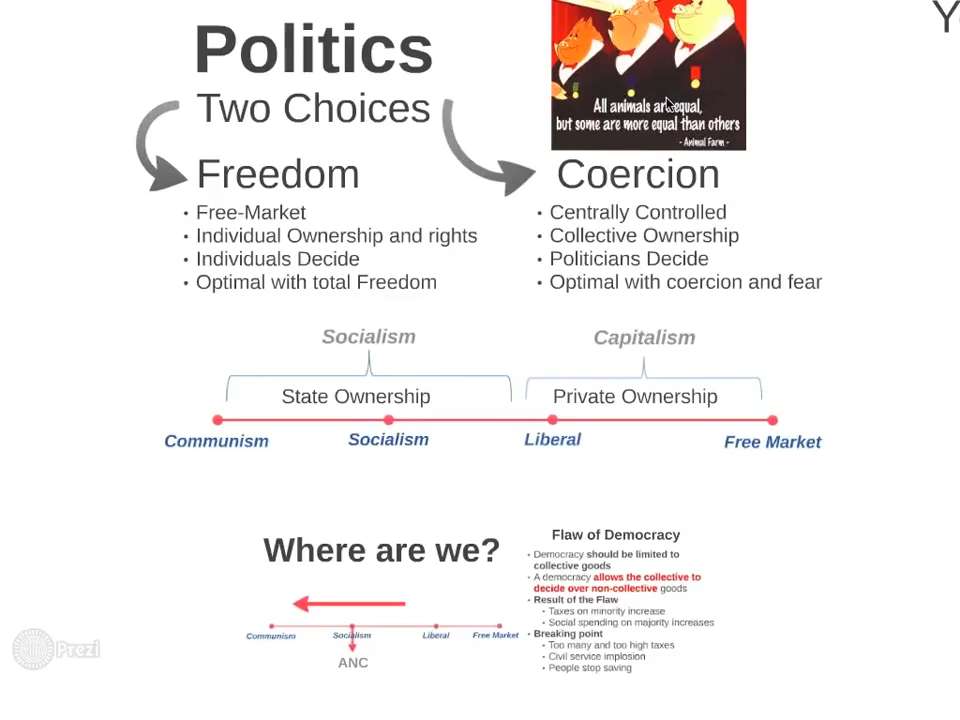 Politics
Two Choices
All animals are equal,
but some are more equal than others
- Animal Farm -
Freedom
• Free-Market
• Individual Ownership and rights
• Individuals Decide
• Optimal with total Freedom
Coercion
• Centrally Controlled
• Collective Ownership
• Politicians Decide
• Optimal with coercion and fear
Socialism
Capitalism
State Ownership
Private Ownership
Communism
Socialism
Liberal
Free Market
Where are we?
Communism
Socialism
Liberal
Free Market
ANC
Flaw of Democracy
• Democracy should be limited to
collective goods
• A democracy allows the collective to
decide over non-collective goods
• Result of the Flaw
• Taxes on minority increase
• Social spending on majority increases
• Breaking point
• Too many and too high taxes
• Civil service implosion
• People stop saving
Prezi